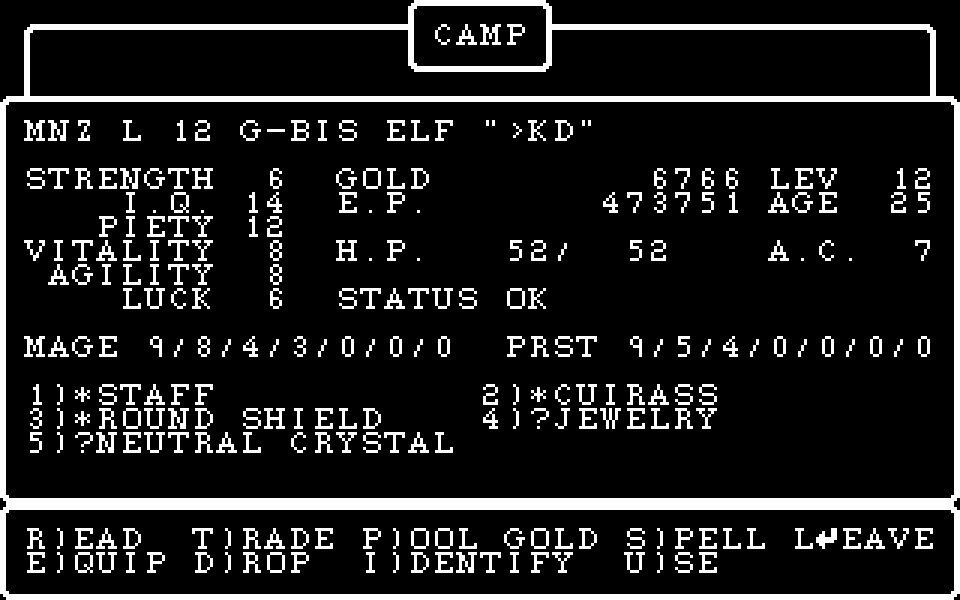 CAMP
MNZ L 12 G-BIS ELF ">KD"
STRENGTH 6 GOLD 6766 LEV 12
I.Q. 14 E.P. 473751 AGE 25
PIETY 12
VITALITY 8 H.P. 52/ 52 A.C. 7
AGILITY 8
LUCK 6 STATUS OK
MAGE 9/8/4/3/0/0/0 PRST 9/5/4/0/0/0/0
1)*STAFF 2)*CUIRASS
3)*ROUND SHIELD 4)?JEWELRY
5)?NEUTRAL CRYSTAL
R)EAD T)RADE P)OOL GOLD S)PELL L↵EAVE
E)QUIP D)ROP I)DENTIFY U)SE